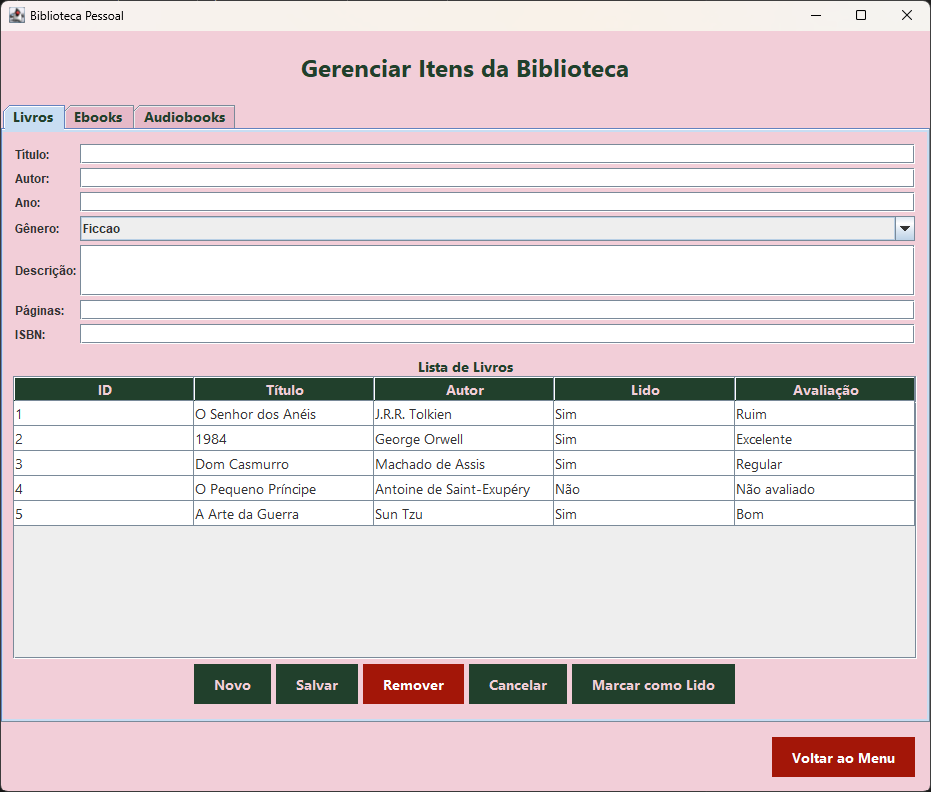 Biblioteca Pessoal
Gerenciar Itens da Biblioteca
Livros Ebooks Audiobooks
Título:
Autor:
Ano:
Gênero: Ficcao
Descrição:
Páginas:
ISBN:
Lista de Livros
ID Título Autor Lido Avaliação
1 O Senhor dos Anéis J.R.R. Tolkien Sim Ruim
2 1984 George Orwell Sim Excelente
3 Dom Casmurro Machado de Assis Sim Regular
4 O Pequeno Príncipe Antoine de Saint-Exupéry Não Não avaliado
5 A Arte da Guerra Sun Tzu Sim Bom
Novo Salvar Remover Cancelar Marcar como Lido
Voltar ao Menu